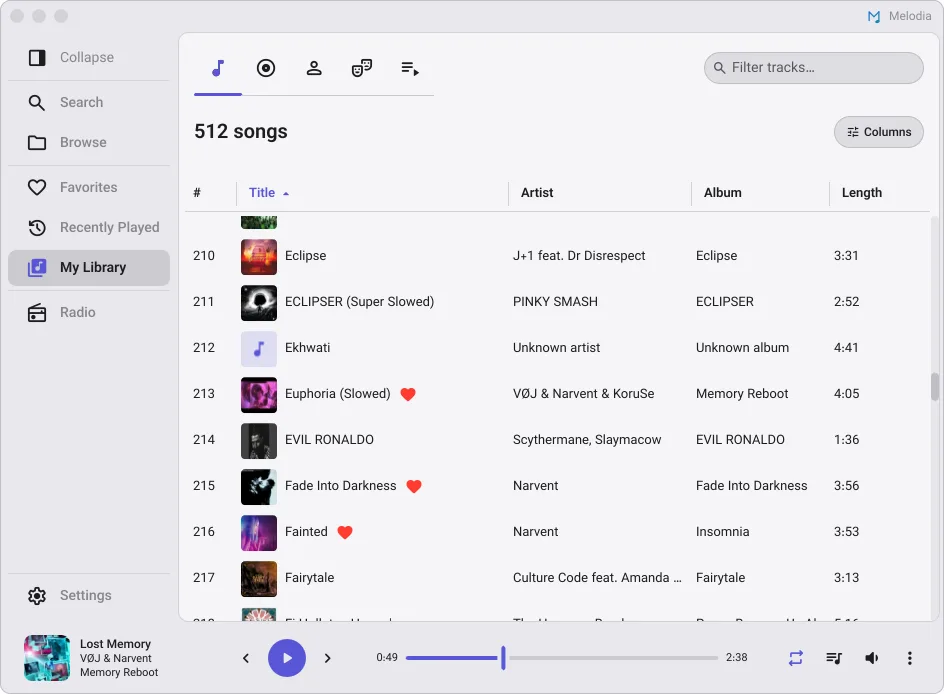 Melodia
Collapse
Search
Browse
Favorites
Recently Played
My Library
Radio
Settings
Filter tracks...
512 songs
Columns
# Title Artist Album Length
210 Eclipse J+1 feat. Dr Disrespect Eclipse 3:31
211 ECLIPSER (Super Slowed) PINKY SMASH ECLIPSER 2:52
212 Ekhwati Unknown artist Unknown album 4:41
213 Euphoria (Slowed) VØJ & Narvent & KoruSe Memory Reboot 4:05
214 EVIL RONALDO Scythermane, Slaymacow EVIL RONALDO 1:36
215 Fade Into Darkness Narvent Fade Into Darkness 3:56
216 Fainted Narvent Insomnia 3:53
217 Fairytale Culture Code feat. Amanda ... Fairytale 3:13
Lost Memory
VØJ & Narvent
Memory Reboot
0:49 2:38